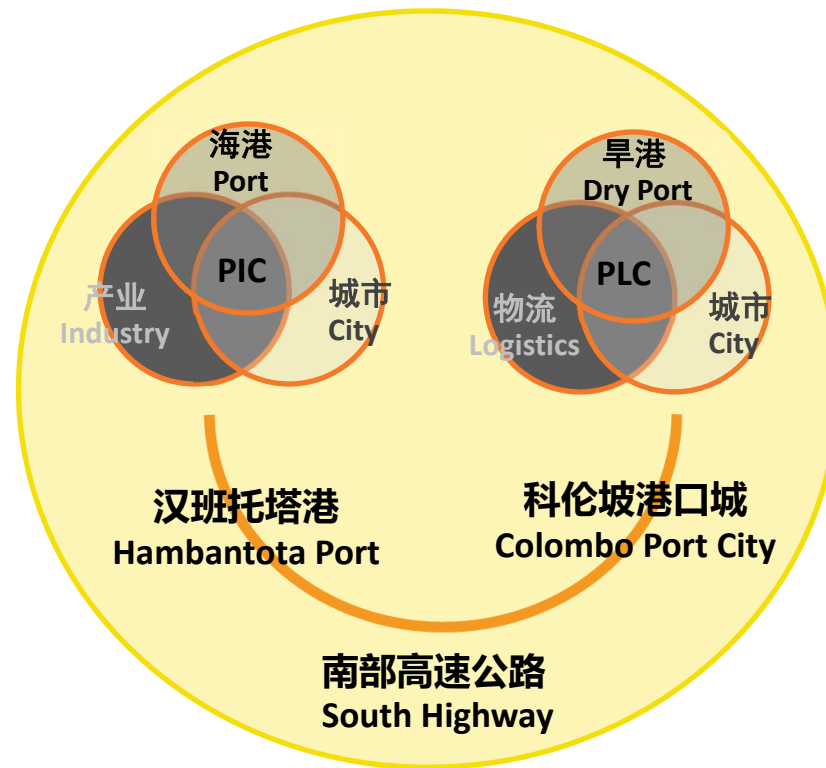 海港
Port
PIC
产业
Industry
城市
City
旱港
Dry Port
PLC
物流
Logistics
城市
City
汉班托塔港
Hambantota Port
科伦坡港口城
Colombo Port City
南部高速公路
South Highway